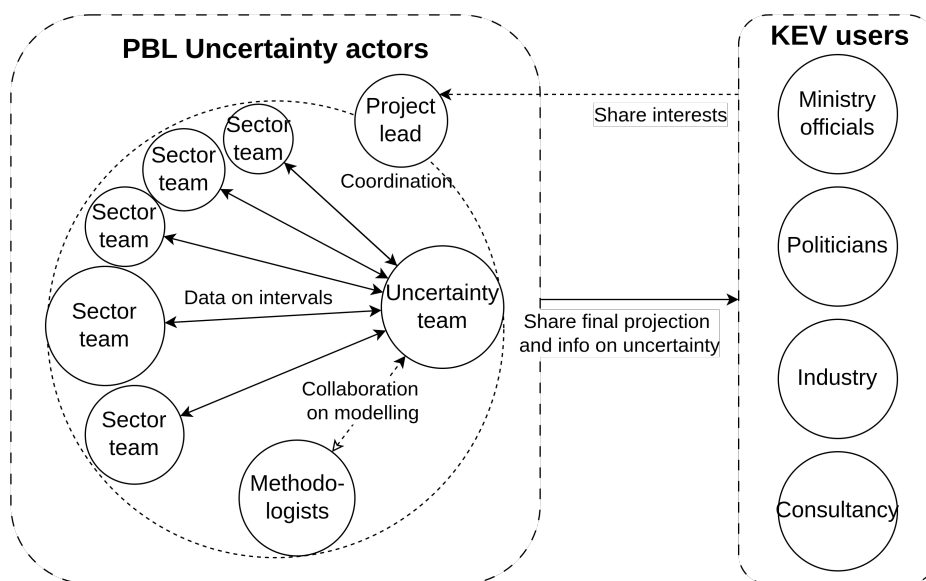 PBL Uncertainty actors
KEV users
Project
lead
Share interests
Ministry
officials
Sector
team
Sector
team
Coordination
Sector
team
Politicians
Sector
team
Data on intervals
Uncertainty
team
Share final projection
and info on uncertainty
Industry
Sector
team
Collaboration
on modelling
Methodo-
logists
Consultancy